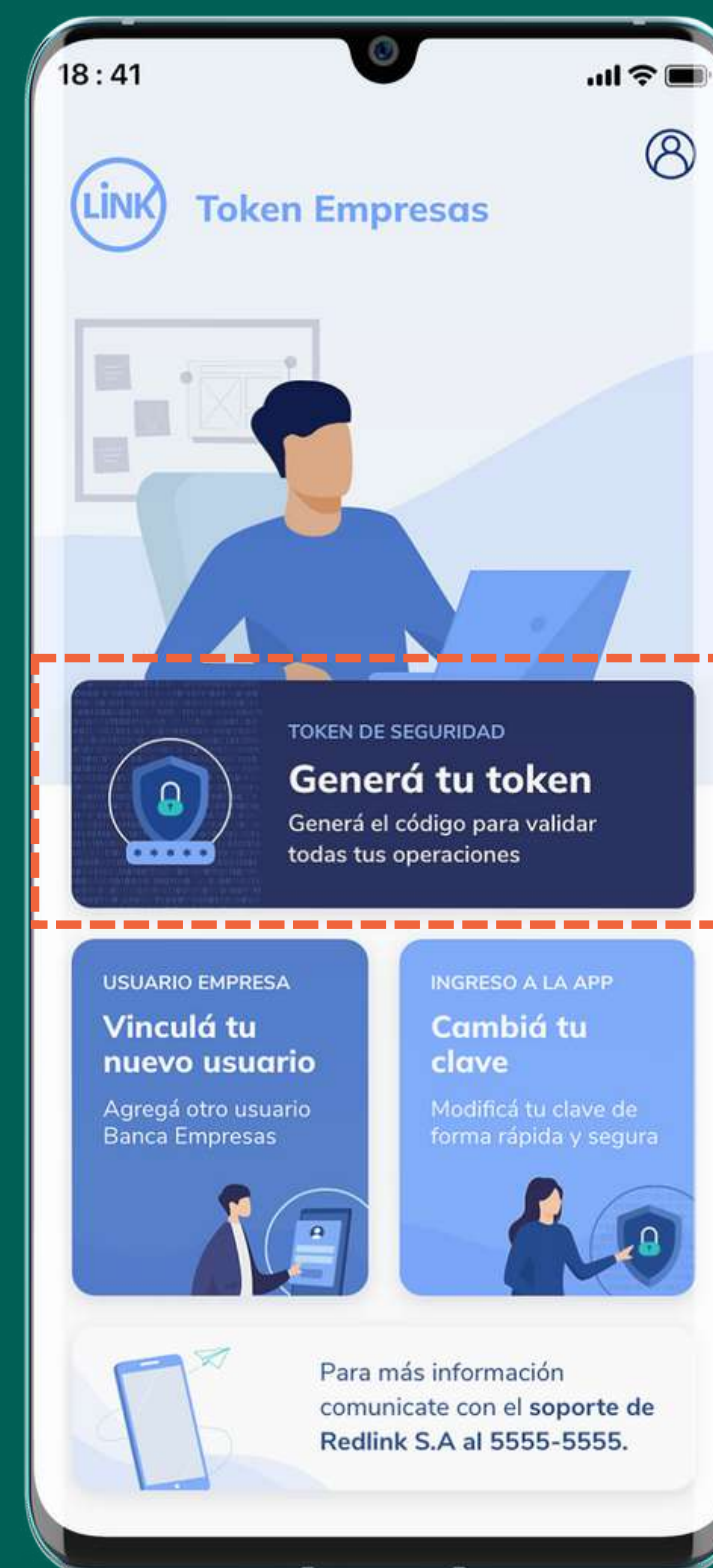 18:41
LiNK
Token Empresas
TOKEN DE SEGURIDAD
Generá tu token
Generá el código para validar
todas tus operaciones
*****
USUARIO EMPRESA
Vinculá tu
nuevo usuario
Agregá otro usuario
Banca Empresas
INGRESO A LA APP
Cambiá tu
clave
Modificá tu clave de
forma rápida y segura
Para más información
comunicate con el soporte de
Redlink S.A al 5555-5555.